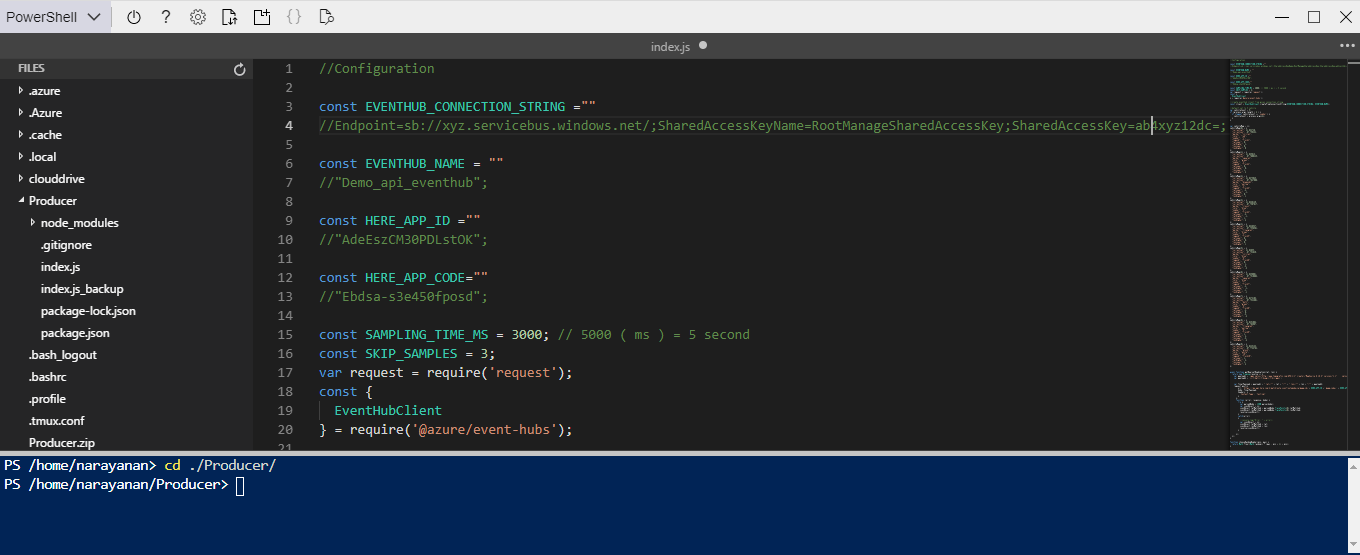 PowerShell
index.js
FILES
.azure
.Azure
.cache
.local
clouddrive
Producer
node_modules
.gitignore
index.js
index.js_backup
package-lock.json
package.json
.bash_logout
.bashrc
.profile
.tmux.conf
Producer.zip
1 //Configuration
2
3 const EVENTHUB_CONNECTION_STRING =""
4 //Endpoint=sb://xyz.servicebus.windows.net/;SharedAccessKeyName=RootManageSharedAccessKey;SharedAccessKey=ab4xyz12dc=;
5
6 const EVENTHUB_NAME = ""
7 //"Demo_api_eventhub";
8
9 const HERE_APP_ID =""
10 //"AdeEszCM30PDLstOK";
11
12 const HERE_APP_CODE=""
13 //"Ebdsa-s3e450fposd";
14
15 const SAMPLING_TIME_MS = 3000; // 5000 ( ms ) = 5 second
16 const SKIP_SAMPLES = 3;
17 var request = require('request');
18 const {
19 EventHubClient
20 } = require('@azure/event-hubs');
21
PS /home/narayanan> cd ./Producer/
PS /home/narayanan/Producer>